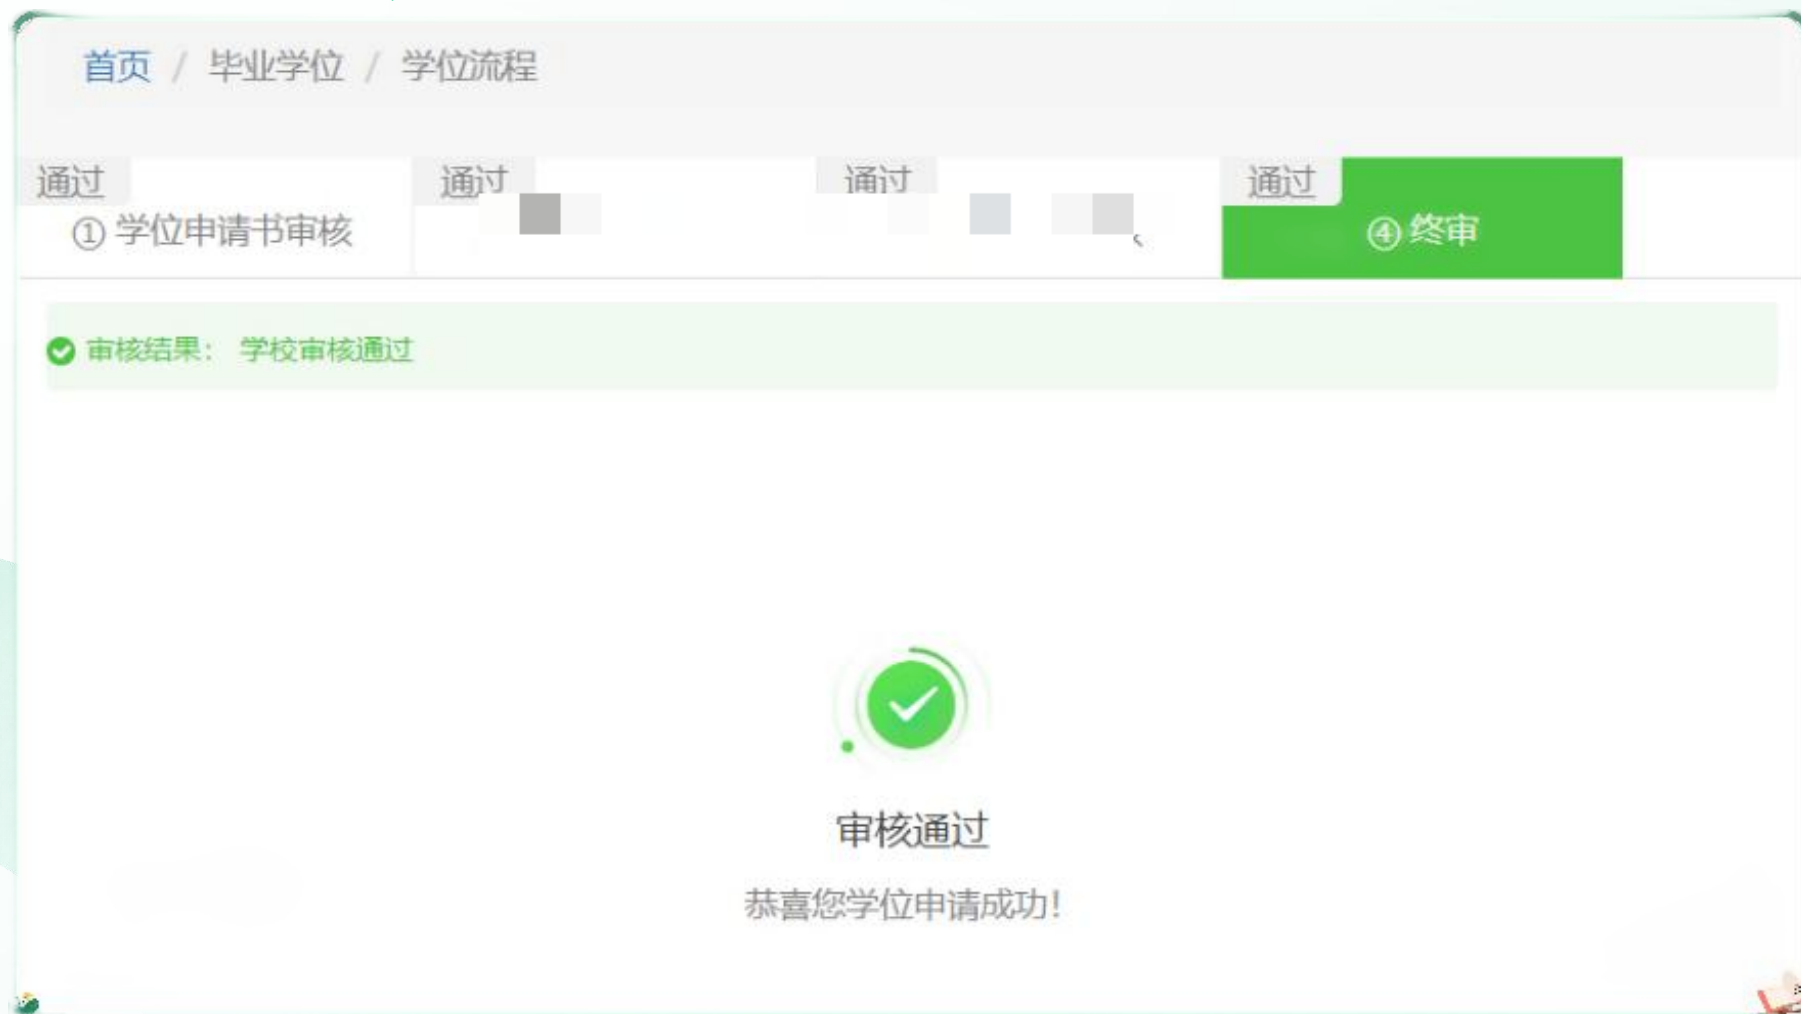 首页 / 毕业学位 / 学位流程
通过
① 学位申请书审核
通过
通过
通过
④ 终审
审核结果： 学校审核通过
审核通过
恭喜您学位申请成功！